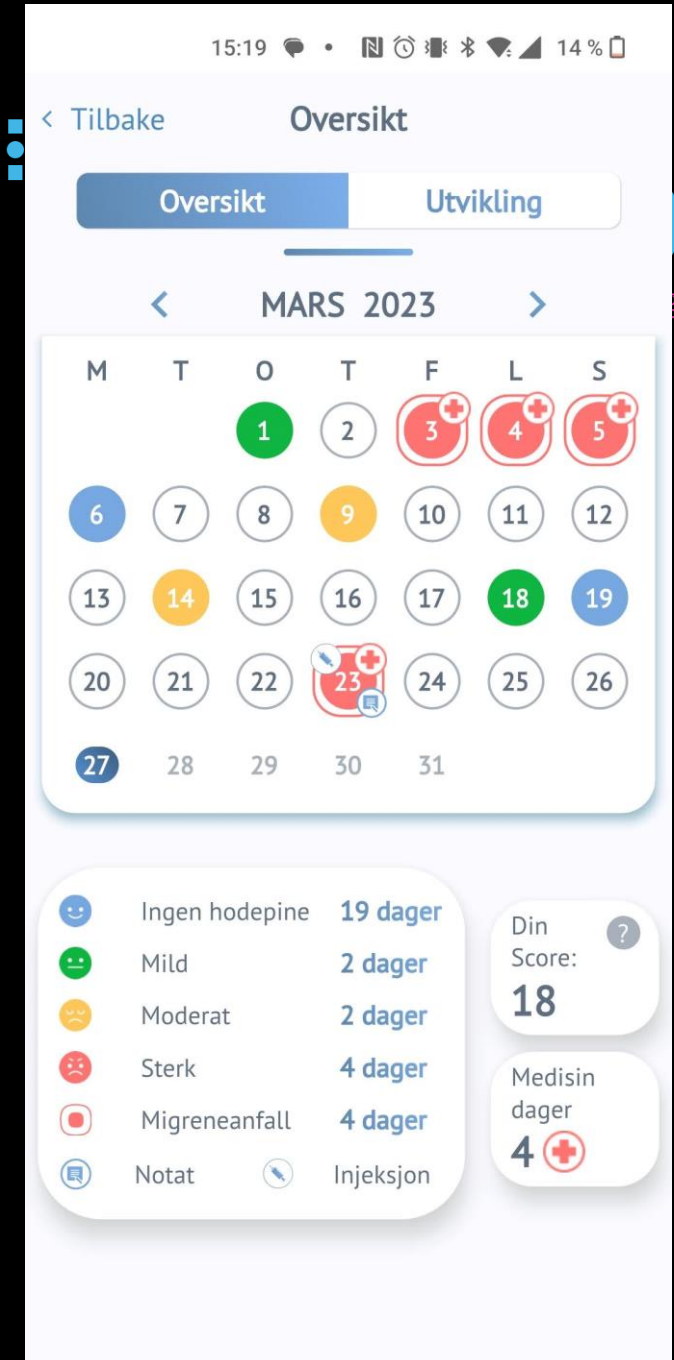 15:19 14 %
< Tilbake Oversikt
Oversikt Utvikling
< MARS 2023 >
M T O T F L S
1 2 3 4 5
6 7 8 9 10 11 12
13 14 15 16 17 18 19
20 21 22 23 24 25 26
27 28 29 30 31
Ingen hodepine 19 dager
Mild 2 dager
Moderat 2 dager
Sterk 4 dager
Migreneanfall 4 dager
Notat Injeksjon
Din ?
Score:
18
Medisin
dager
4